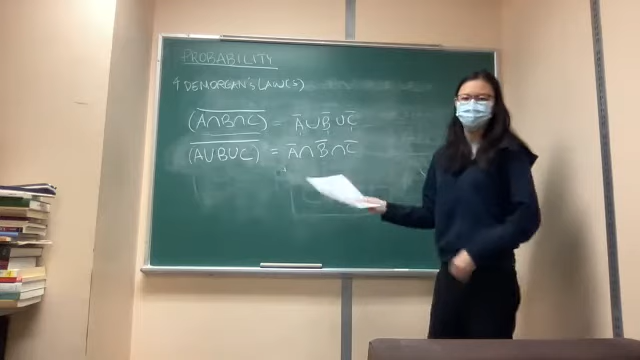 PROBABILITY
4 DEMORGAN'S LAW(S)
(A̅∩̅B̅∩̅C̅) = A̅ ∪ B̅ ∪ C̅
(A̅∪̅B̅∪̅C̅) = A̅ ∩ B̅ ∩ C̅